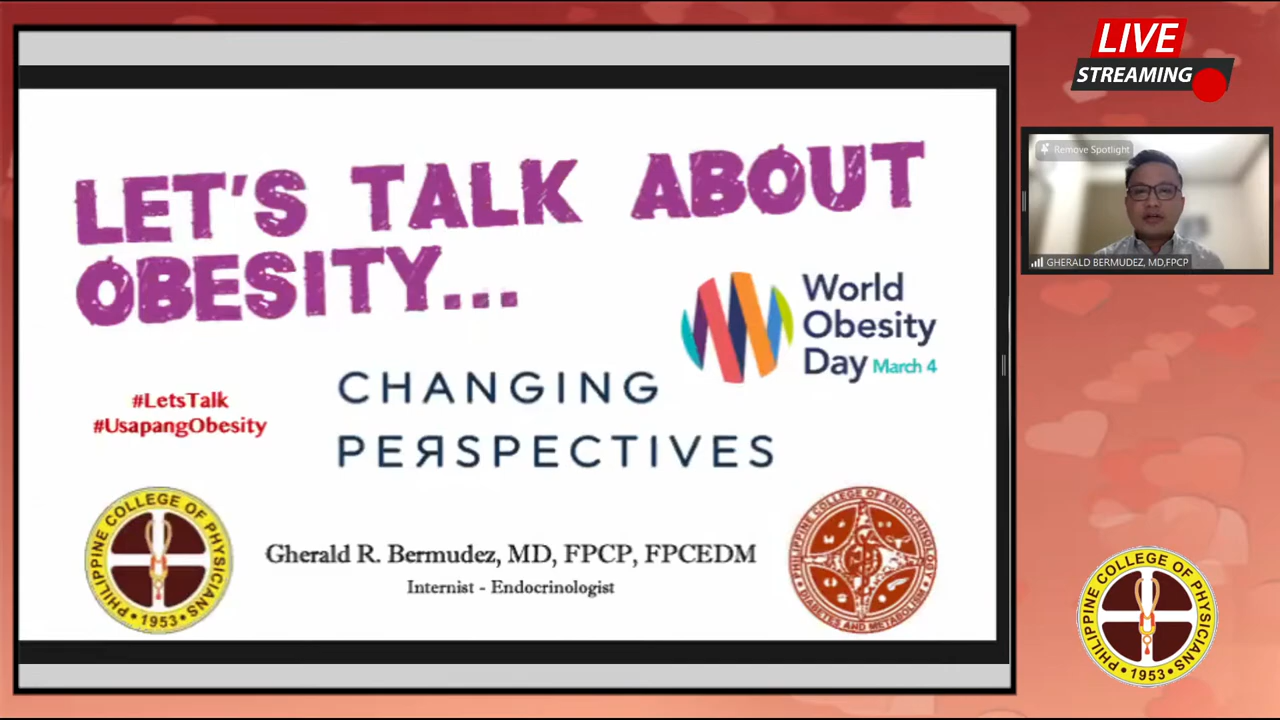 LET'S TALK ABOUT
OBESITY...
World
Obesity
Day March 4
#LetsTalk
#UsapangObesity
CHANGING
PERSPECTIVES
PHILIPPINE COLLEGE OF PHYSICIANS
• 1953 •
Gherald R. Bermudez, MD, FPCP, FPCEDM
Internist - Endocrinologist
PHILIPPINE COLLEGE OF ENDOCRINOLOGY
DIABETES AND METABOLISM
LIVE
STREAMING
Remove Spotlight
GHERALD BERMUDEZ, MD,FPCP
PHILIPPINE COLLEGE OF PHYSICIANS
• 1953 •